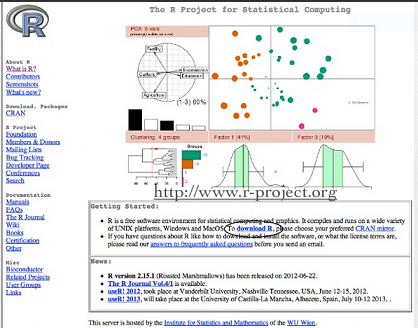 The R Project for Statistical Computing
PCA 5 vars
Fertility
Catholic
Examination
Education
Agriculture
(1-3) 60%
Clustering 4 groups
Factor 1 [41%]
Factor 3 [19%]
Groups
http://www.r-project.org
R
About R
What is R?
Contributors
Screenshots
What's new?
Download, Packages
CRAN
R Project
Foundation
Members & Donors
Mailing Lists
Bug Tracking
Developer Page
Conferences
Search
Documentation
Manuals
FAQs
The R Journal
Wiki
Books
Certification
Other
Misc
Bioconductor
Related Projects
User Groups
Links
Getting Started:
R is a free software environment for statistical computing and graphics. It compiles and runs on a wide variety
of UNIX platforms, Windows and MacOS. To download R, please choose your preferred CRAN mirror.
If you have questions about R like how to download and install the software, or what the license terms are,
please read our answers to frequently asked questions before you send an email.
News:
R version 2.15.1 (Roasted Marshmallows) has been released on 2012-06-22.
The R Journal Vol.4/1 is available.
useR! 2012, took place at Vanderbilt University, Nashville Tennessee, USA, June 12-15, 2012.
useR! 2013, will take place at the University of Castilla-La Mancha, Albacete, Spain, July 10-12 2013. .
This server is hosted by the Institute for Statistics and Mathematics of the WU Wien.